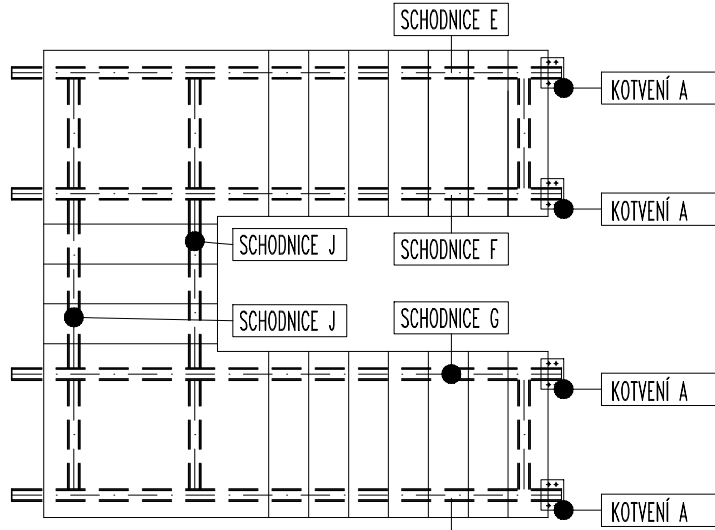 SCHODNICE E
KOTVENÍ A
KOTVENÍ A
SCHODNICE J
SCHODNICE F
SCHODNICE J
SCHODNICE G
KOTVENÍ A
KOTVENÍ A